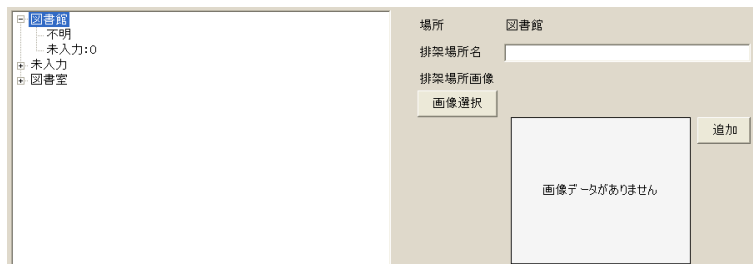 図書館
不明
未入力:0
未入力
図書室
場所 図書館
排架場所名
排架場所画像
画像選択
追加
画像データがありません